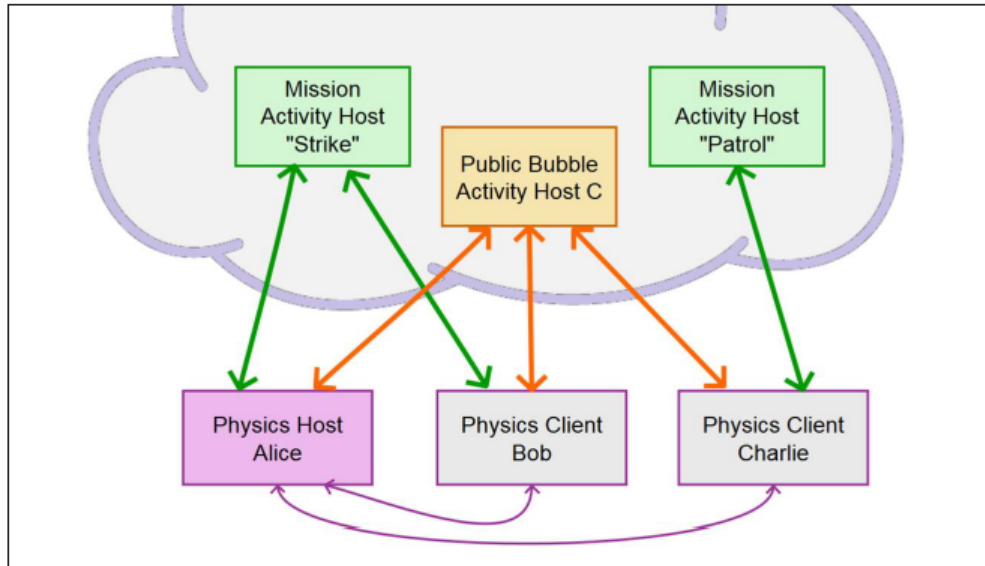 Mission
Activity Host
"Strike"
Mission
Activity Host
"Patrol"
Public Bubble
Activity Host C
Physics Host
Alice
Physics Client
Bob
Physics Client
Charlie